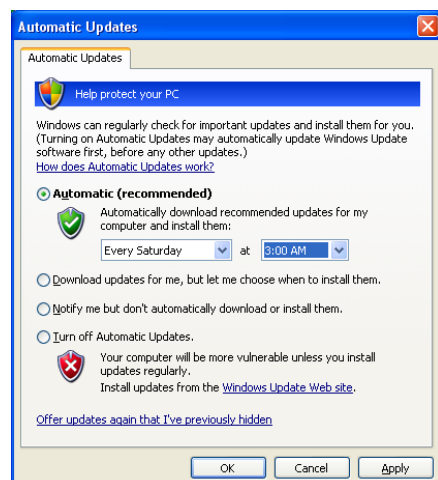 Automatic Updates
Automatic Updates
Help protect your PC
Windows can regularly check for important updates and install them for you.
(Turning on Automatic Updates may automatically update Windows Update
software first, before any other updates.)
How does Automatic Updates work?
Automatic (recommended)
Automatically download recommended updates for my
computer and install them:
Every Saturday at 3:00 AM
Download updates for me, but let me choose when to install them.
Notify me but don't automatically download or install them.
Turn off Automatic Updates.
Your computer will be more vulnerable unless you install
updates regularly.
Install updates from the Windows Update Web site.
Offer updates again that I've previously hidden
OK Cancel Apply